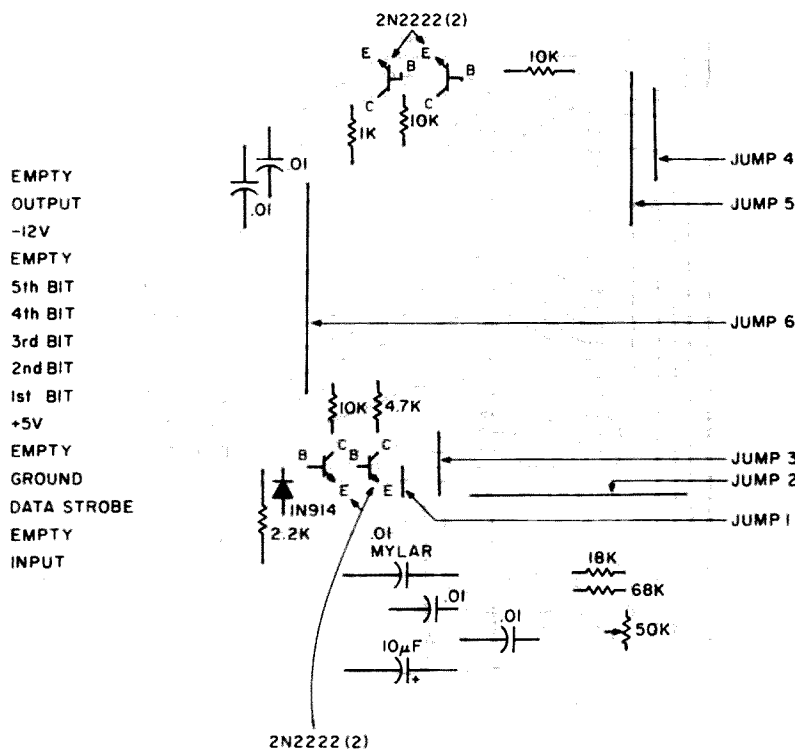 2N2222 (2)
E
B
E
B
10K
C
C
1K
10K
.01
.01
JUMP 4
JUMP 5
EMPTY
OUTPUT
-12V
EMPTY
5th BIT
4th BIT
3rd BIT
2nd BIT
1st BIT
+5V
EMPTY
GROUND
DATA STROBE
EMPTY
INPUT
JUMP 6
10K
4.7K
B
C
B
C
E
E
JUMP 3
JUMP 2
JUMP 1
1N914
2.2K
.01
MYLAR
18K
68K
.01
.01
50K
10µF
+
2N2222 (2)